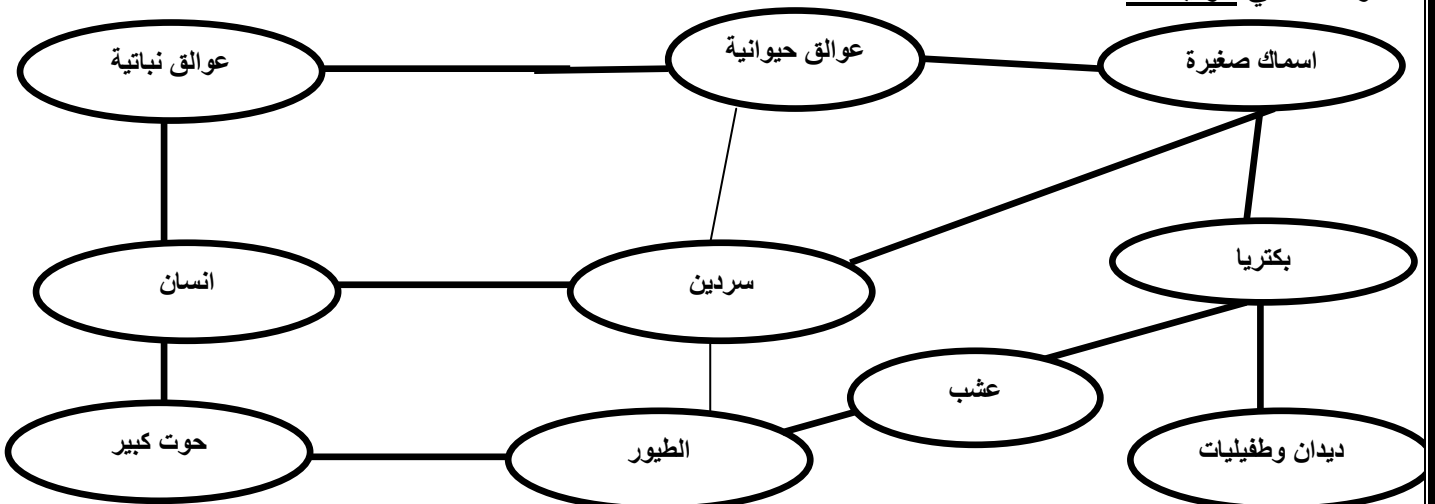 اسماك صغيرة
عوالق حيوانية
عوالق نباتية
بكتريا
سردين
انسان
عشب
ديدان وطفيليات
الطيور
حوت كبير